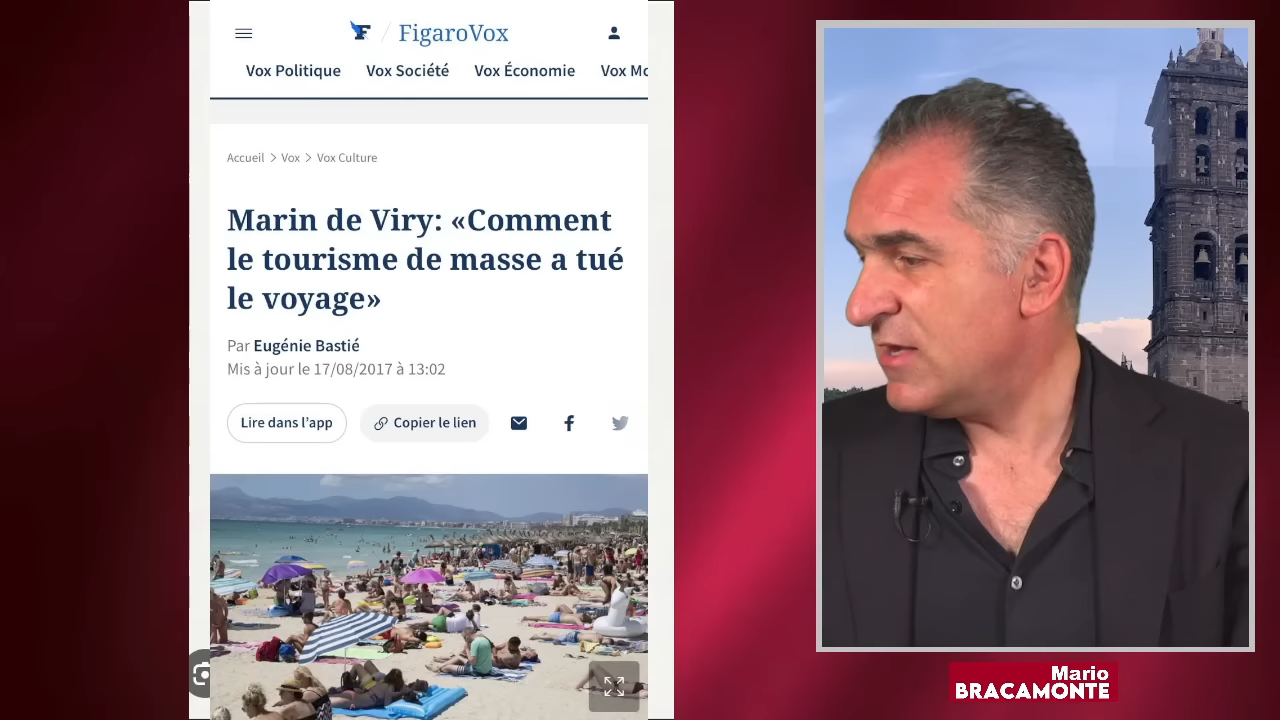 FigaroVox
Vox Politique Vox Société Vox Économie Vox Mo
Accueil > Vox > Vox Culture
Marin de Viry: «Comment
le tourisme de masse a tué
le voyage»
Par Eugénie Bastié
Mis à jour le 17/08/2017 à 13:02
Lire dans l’app Copier le lien
Mario
BRACAMONTE